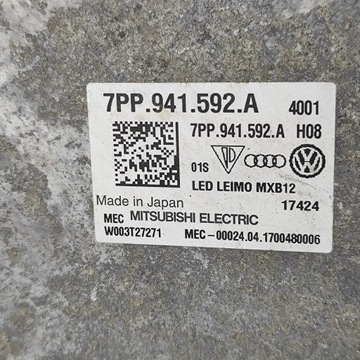 7PP.941.592.A 4001
7PP.941.592.A H08
01S
LED LEIMO MXB12
Made in Japan 17424
MEC MITSUBISHI ELECTRIC
W003T27271 MEC-00024.04.1700480006